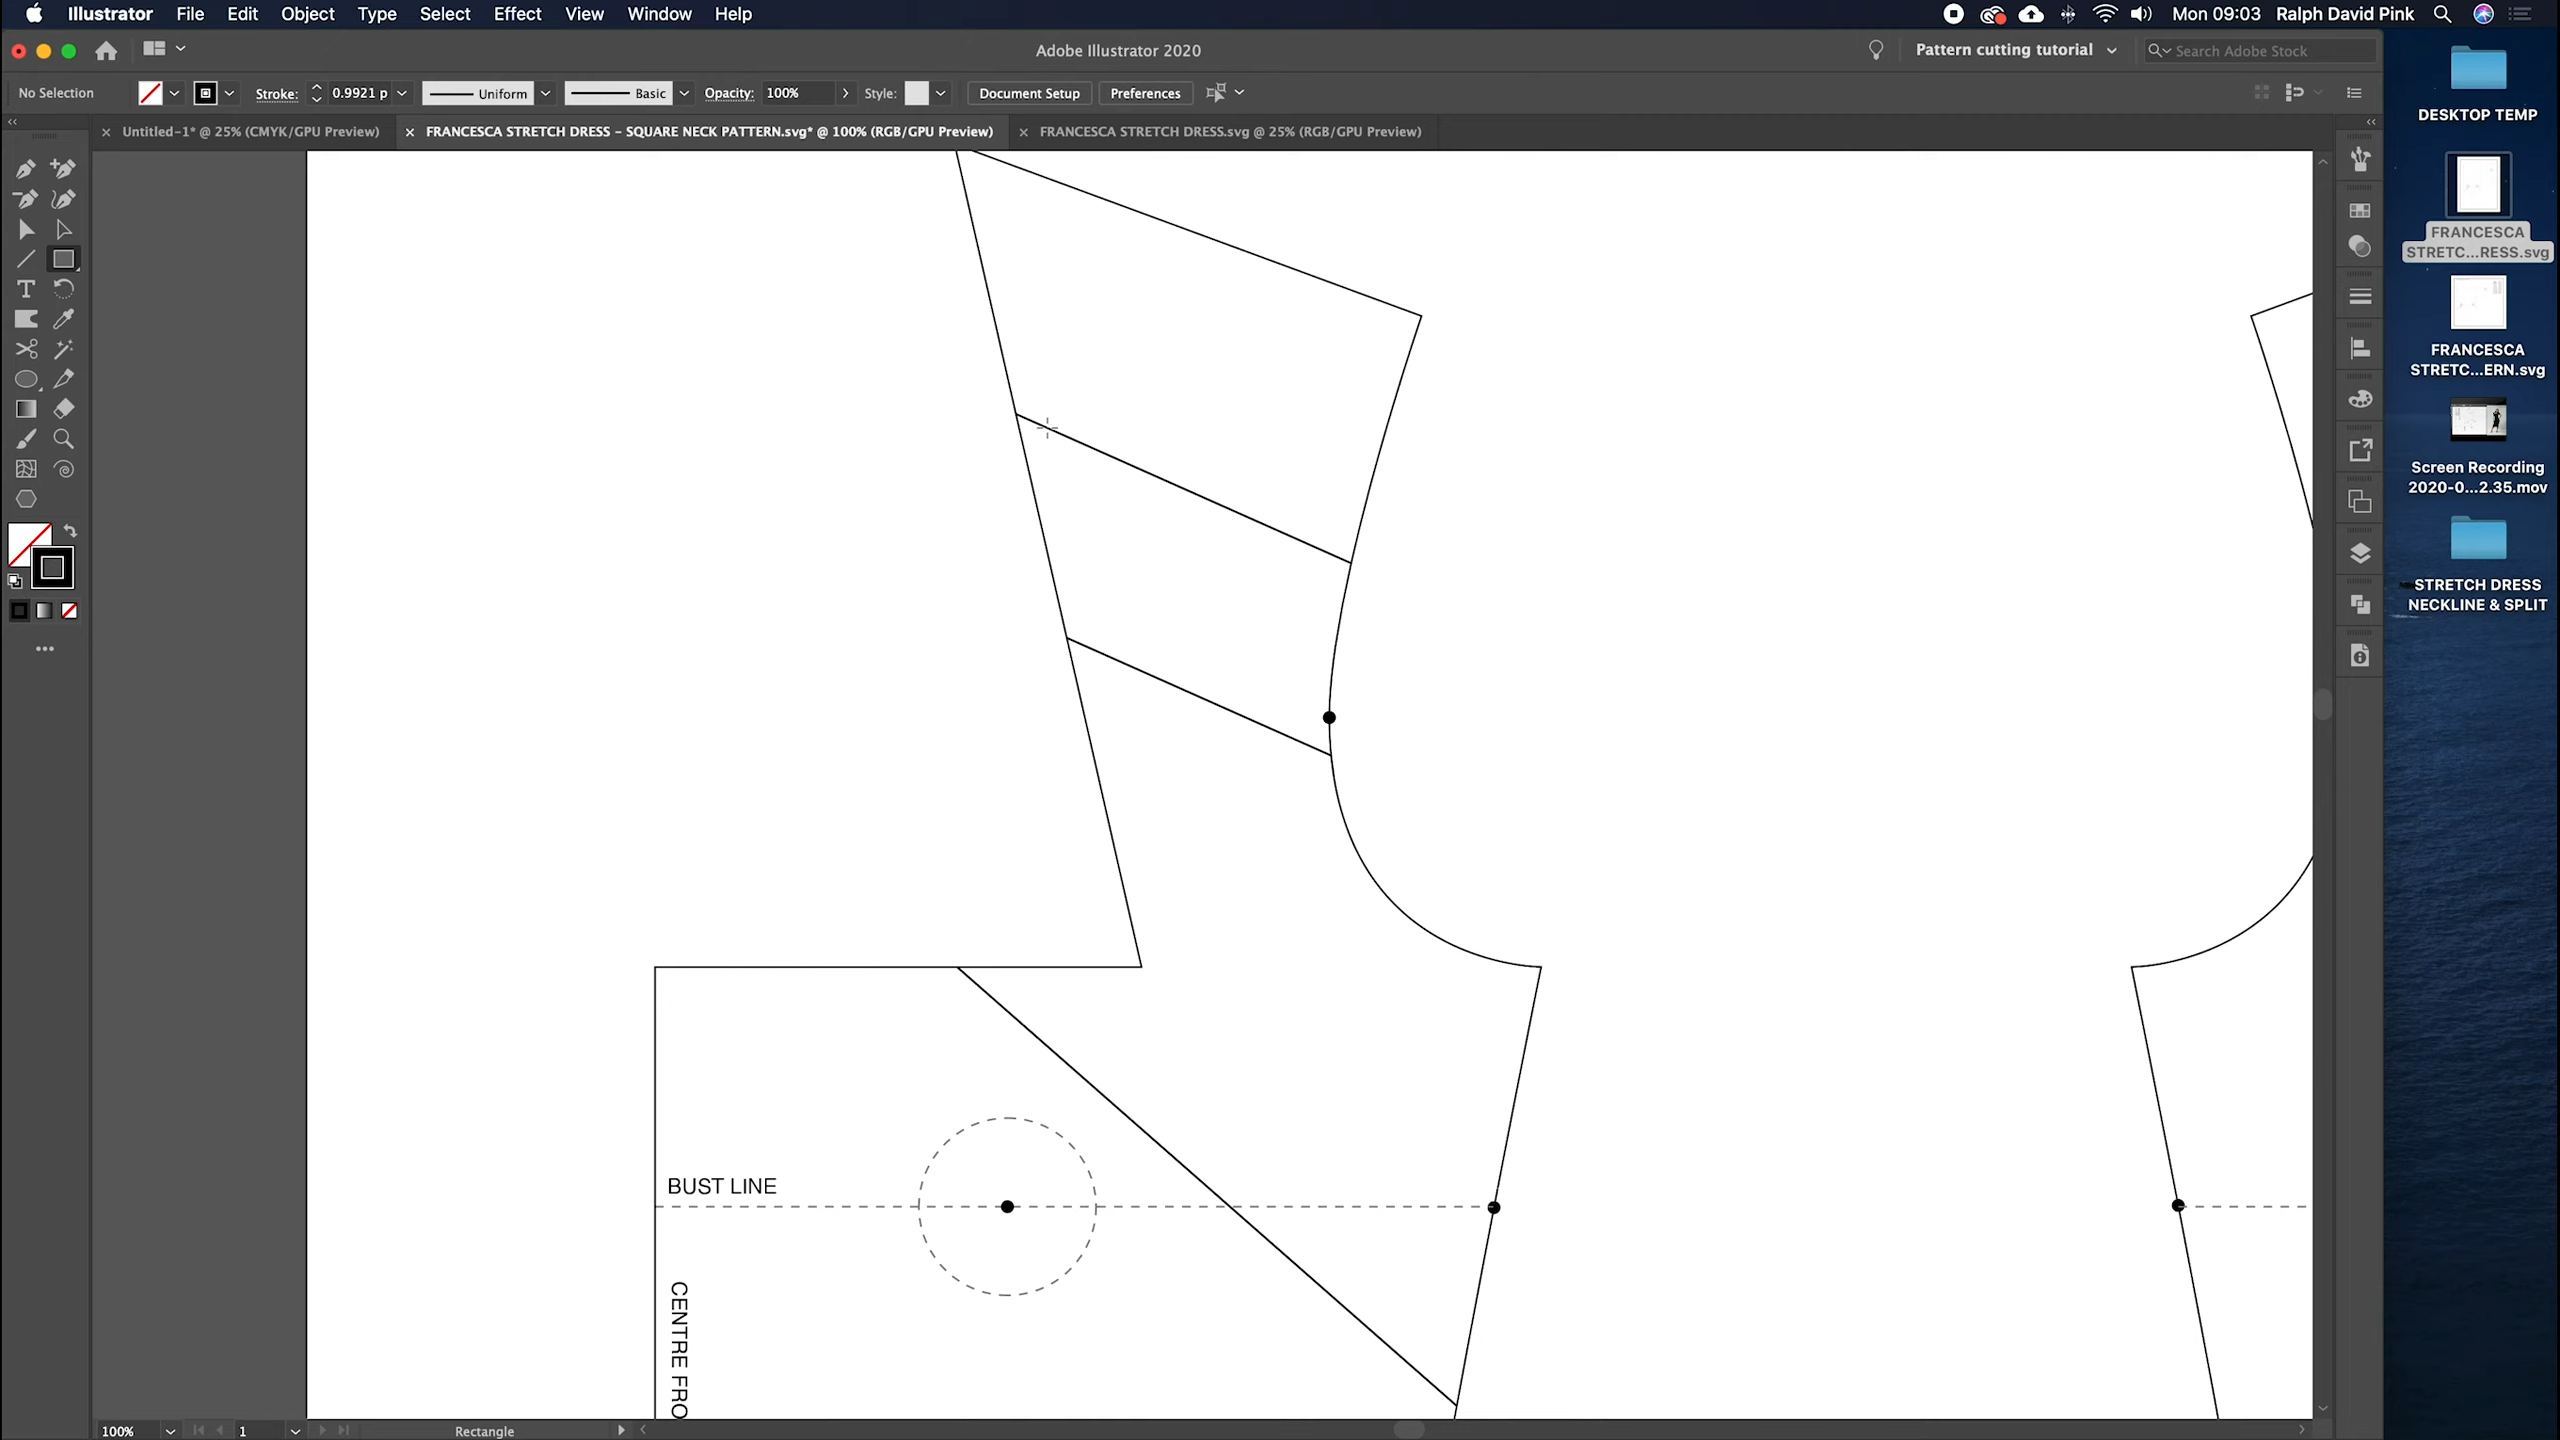 Illustrator File Edit Object Type Select Effect View Window Help
Mon 09:03 Ralph David Pink
Adobe Illustrator 2020
Pattern cutting tutorial
Search Adobe Stock
No Selection
Stroke: 0.9921 p
Uniform
Basic
Opacity: 100%
Style:
Document Setup
Preferences
Untitled-1* @ 25% (CMYK/GPU Preview)
FRANCESCA STRETCH DRESS – SQUARE NECK PATTERN.svg* @ 100% (RGB/GPU Preview)
FRANCESCA STRETCH DRESS.svg @ 25% (RGB/GPU Preview)
DESKTOP TEMP
FRANCESCA
STRETC...RESS.svg
FRANCESCA
STRETC...ERN.svg
Screen Recording
2020-0...2.35.mov
STRETCH DRESS
NECKLINE & SPLIT
BUST LINE
CENTRE FRO
100%
1
Rectangle